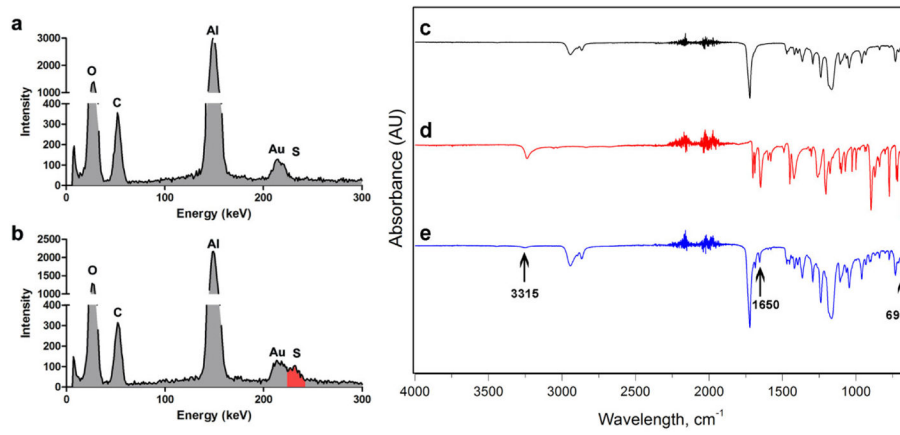 a
3000
2000
1000
400
300
200
100
0
Intensity
O
C
Al
Au S
100
200
300
Energy (keV)
b
2500
2000
1500
1000
400
300
200
100
0
Intensity
O
C
Al
Au S
0
100
200
300
Energy (keV)
Absorbance (AU)
c
d
e
3315
1650
69
4000
3500
3000
2500
2000
1500
1000
Wavelength, cm⁻¹